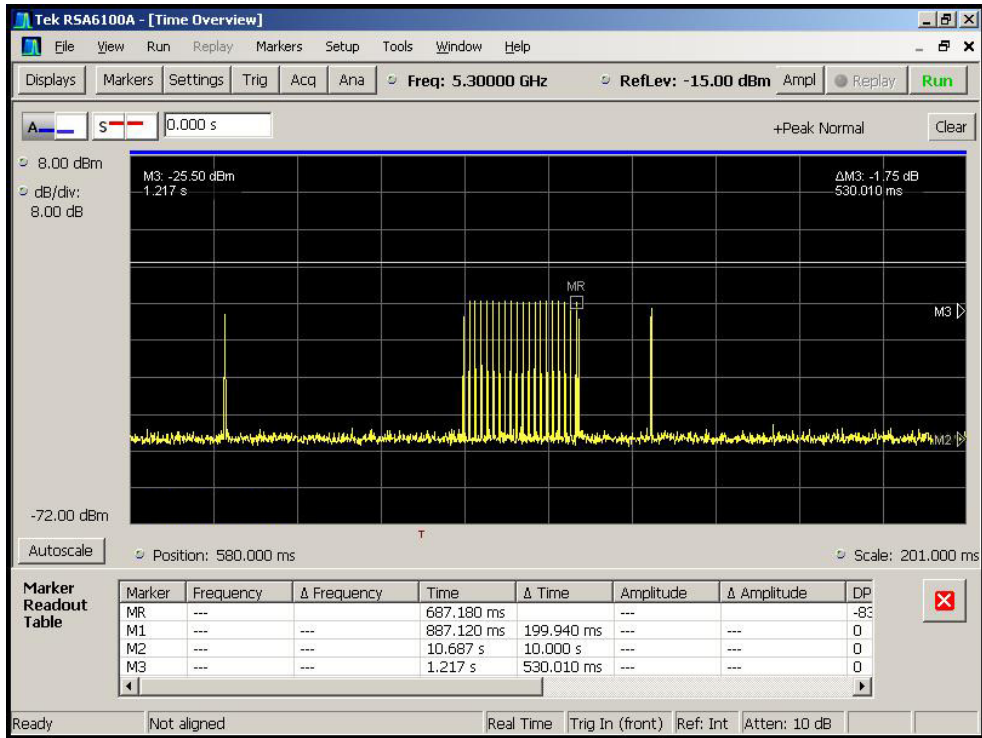 Tek RSA6100A - [Time Overview]
File View Run Replay Markers Setup Tools Window Help
Displays Markers Settings Trig Acq Ana Freq: 5.30000 GHz RefLev: -15.00 dBm Ampl Replay Run
A S 0.000 s +Peak Normal Clear
8.00 dBm
dB/div:
8.00 dB
M3: -25.50 dBm
1.217 s
ΔM3: -1.75 dB
530.010 ms
MR
M3
M2
-72.00 dBm
T
Autoscale Position: 580.000 ms Scale: 201.000 ms
Marker
Readout
Table
Marker Frequency Δ Frequency Time Δ Time Amplitude Δ Amplitude DP
MR --- 687.180 ms --- -83
M1 --- --- 887.120 ms 199.940 ms --- --- 0
M2 --- --- 10.687 s 10.000 s --- --- 0
M3 --- --- 1.217 s 530.010 ms --- --- 0
Ready Not aligned Real Time Trig In (front) Ref: Int Atten: 10 dB